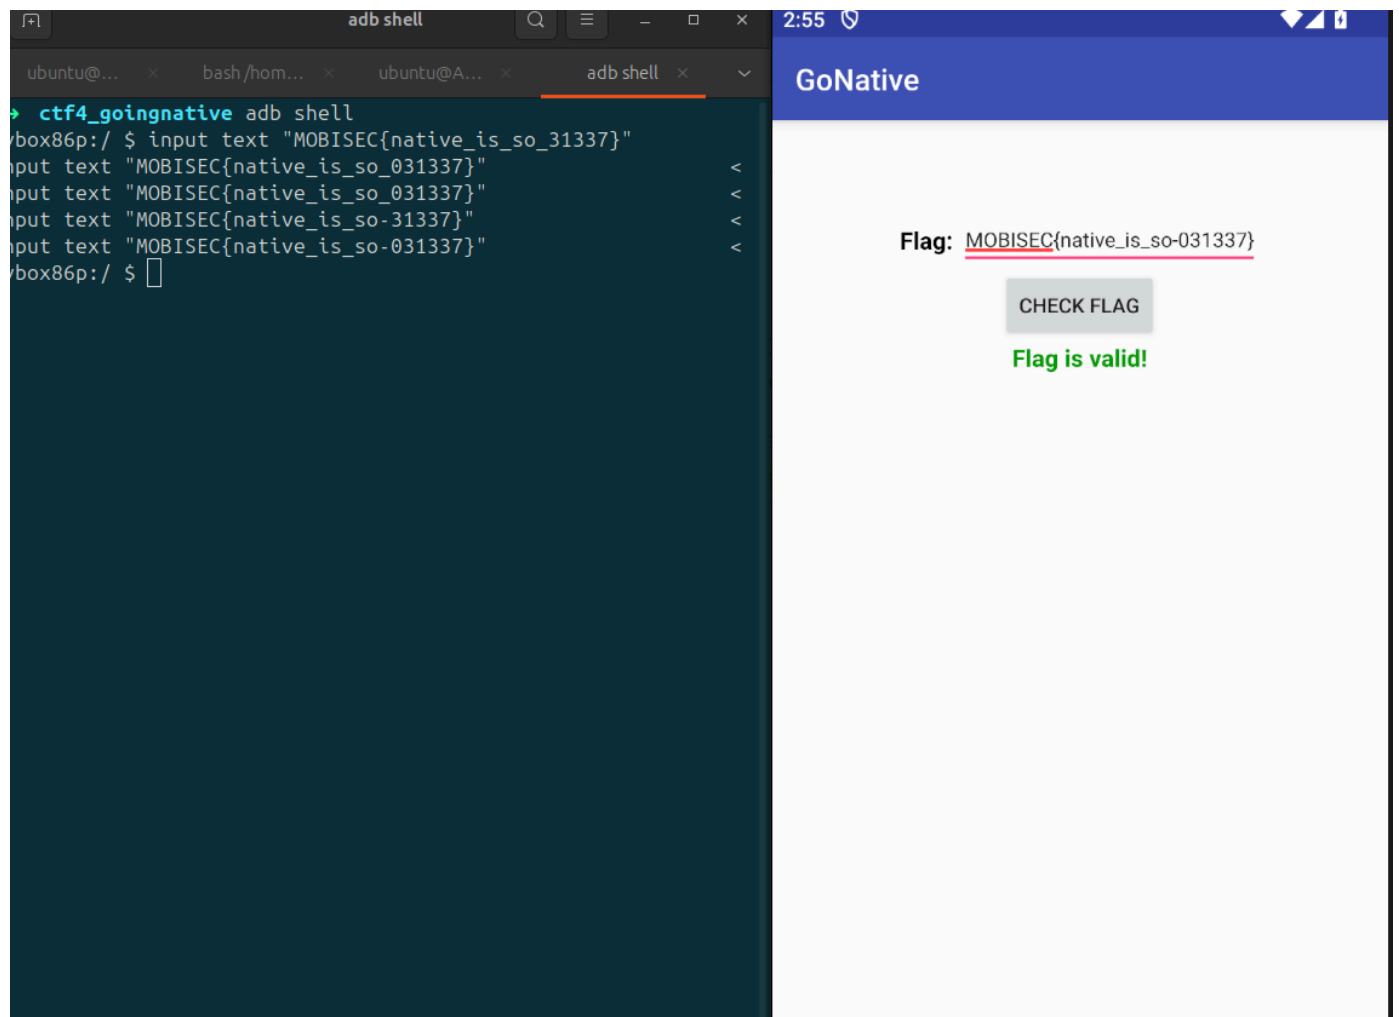 adb shell
ubuntu@... bash /hom... ubuntu@A... adb shell
ctf4_goingnative adb shell
vbox86p:/ $ input text "MOBISEC{native_is_so_31337}"
nput text "MOBISEC{native_is_so_031337}" <
nput text "MOBISEC{native_is_so_031337}" <
nput text "MOBISEC{native_is_so-31337}" <
nput text "MOBISEC{native_is_so-031337}" <
vbox86p:/ $
2:55
GoNative
Flag: MOBISEC{native_is_so-031337}
CHECK FLAG
Flag is valid!